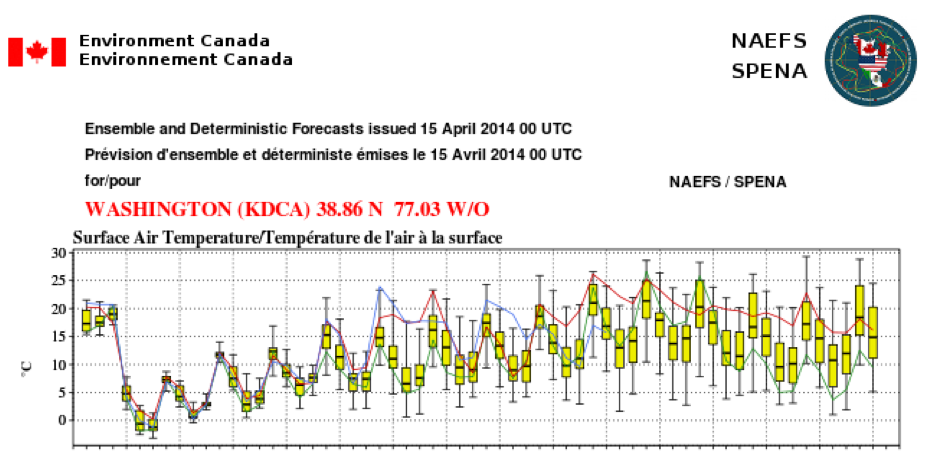 Environment Canada
Environnement Canada
NAEFS
SPENA
Ensemble and Deterministic Forecasts issued 15 April 2014 00 UTC
Prévision d'ensemble et déterministe émises le 15 Avril 2014 00 UTC
for/pour
NAEFS / SPENA
WASHINGTON (KDCA) 38.86 N 77.03 W/O
Surface Air Temperature/Température de l'air à la surface
30
25
20
15
10
5
0
°C